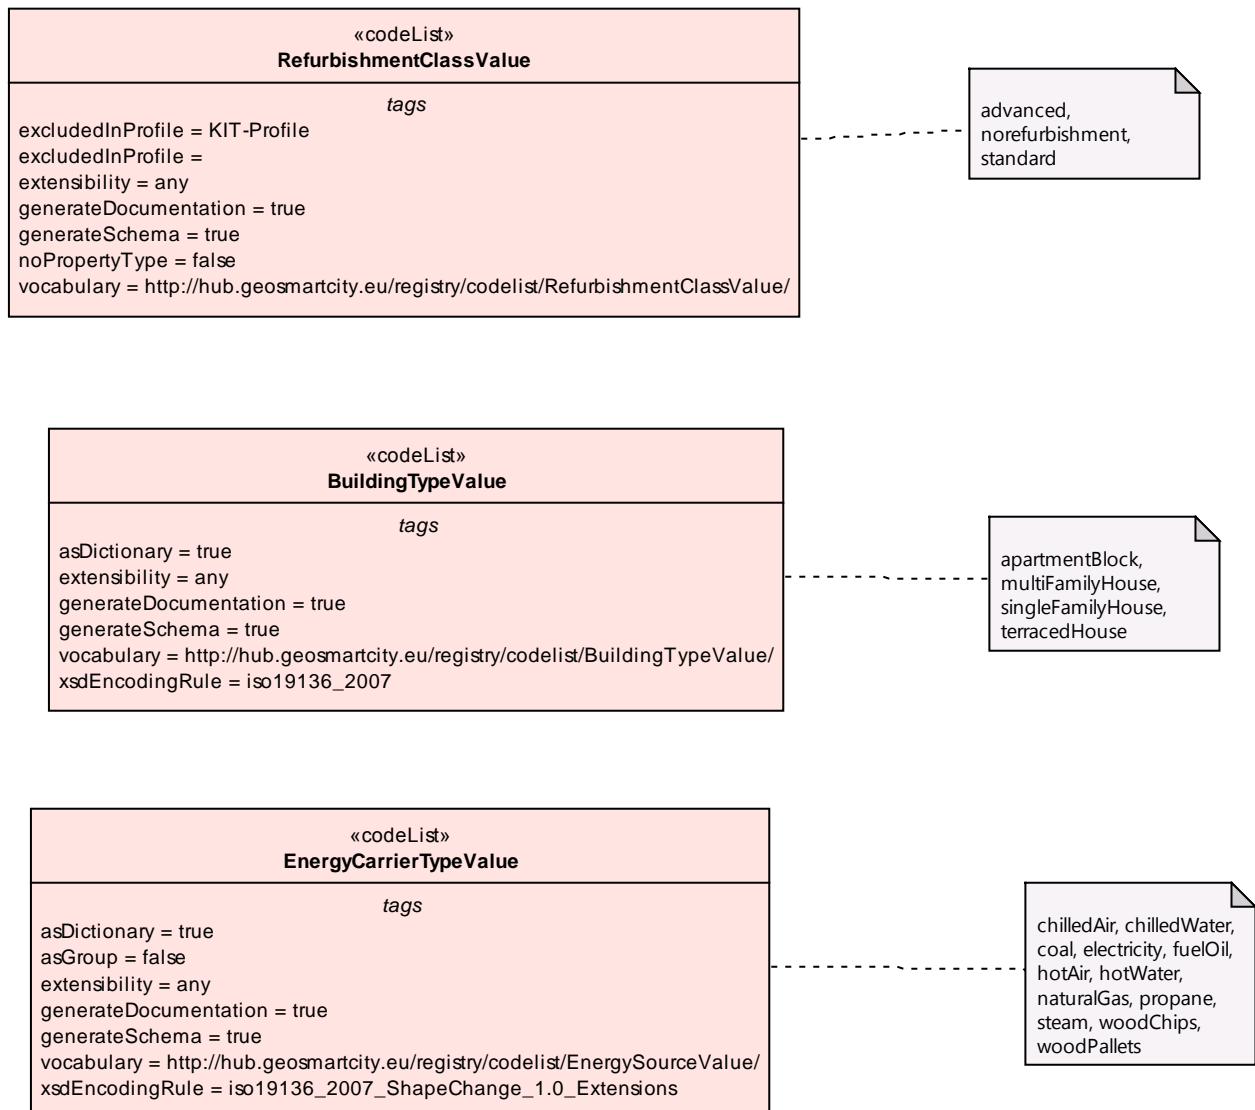 «codeList»
RefurbishmentClassValue
tags
excludedInProfile = KIT-Profile
excludedInProfile =
extensibility = any
generateDocumentation = true
generateSchema = true
noPropertyType = false
vocabulary = http://hub.geosmartcity.eu/registry/codelist/RefurbishmentClassValue/
advanced,
norefurbishment,
standard
«codeList»
BuildingTypeValue
tags
asDictionary = true
extensibility = any
generateDocumentation = true
generateSchema = true
vocabulary = http://hub.geosmartcity.eu/registry/codelist/BuildingTypeValue/
xsdEncodingRule = iso19136_2007
apartmentBlock,
multiFamilyHouse,
singleFamilyHouse,
terracedHouse
«codeList»
EnergyCarrierTypeValue
tags
asDictionary = true
asGroup = false
extensibility = any
generateDocumentation = true
generateSchema = true
vocabulary = http://hub.geosmartcity.eu/registry/codelist/EnergySourceValue/
xsdEncodingRule = iso19136_2007_ShapeChange_1.0_Extensions
chilledAir, chilledWater,
coal, electricity, fuelOil,
hotAir, hotWater,
naturalGas, propane,
steam, woodChips,
woodPallets